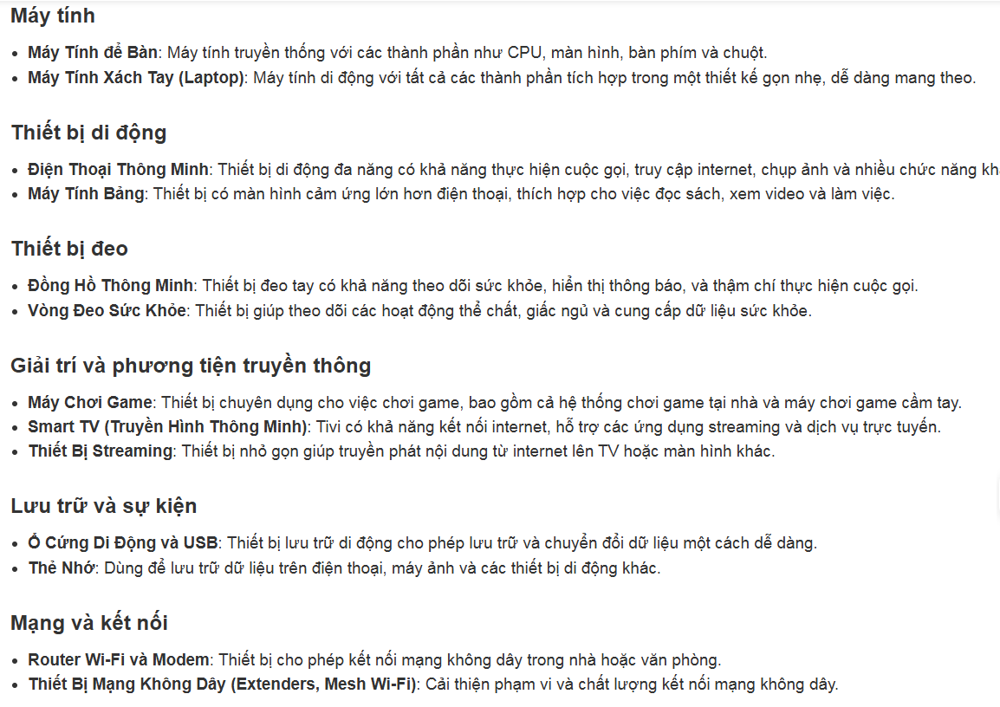 Máy tính
Máy Tính để Bàn: Máy tính truyền thống với các thành phần như CPU, màn hình, bàn phím và chuột.
Máy Tính Xách Tay (Laptop): Máy tính di động với tất cả các thành phần tích hợp trong một thiết kế gọn nhẹ, dễ dàng mang theo.
Thiết bị di động
Điện Thoại Thông Minh: Thiết bị di động đa năng có khả năng thực hiện cuộc gọi, truy cập internet, chụp ảnh và nhiều chức năng
Máy Tính Bảng: Thiết bị có màn hình cảm ứng lớn hơn điện thoại, thích hợp cho việc đọc sách, xem video và làm việc.
Thiết bị đeo
Đồng Hồ Thông Minh: Thiết bị đeo tay có khả năng theo dõi sức khỏe, hiển thị thông báo, và thậm chí thực hiện cuộc gọi.
Vòng Đeo Sức Khỏe: Thiết bị giúp theo dõi các hoạt động thể chất, giấc ngủ và cung cấp dữ liệu sức khỏe.
Giải trí và phương tiện truyền thông
Máy Chơi Game: Thiết bị chuyên dụng cho việc chơi game, bao gồm cả hệ thống chơi game tại nhà và máy chơi game cầm tay.
Smart TV (Truyền Hình Thông Minh): Tivi có khả năng kết nối internet, hỗ trợ các ứng dụng streaming và dịch vụ trực tuyến.
Thiết Bị Streaming: Thiết bị nhỏ gọn giúp truyền phát nội dung từ internet lên TV hoặc màn hình khác.
Lưu trữ và sự kiện
Ổ Cứng Di Động và USB: Thiết bị lưu trữ di động cho phép lưu trữ và chuyển đổi dữ liệu một cách dễ dàng.
Thẻ Nhớ: Dùng để lưu trữ dữ liệu trên điện thoại, máy ảnh và các thiết bị di động khác.
Mạng và kết nối
Router Wi-Fi và Modem: Thiết bị cho phép kết nối mạng không dây trong nhà hoặc văn phòng.
Thiết Bị Mạng Không Dây (Extenders, Mesh Wi-Fi): Cải thiện phạm vi và chất lượng kết nối mạng không dây.